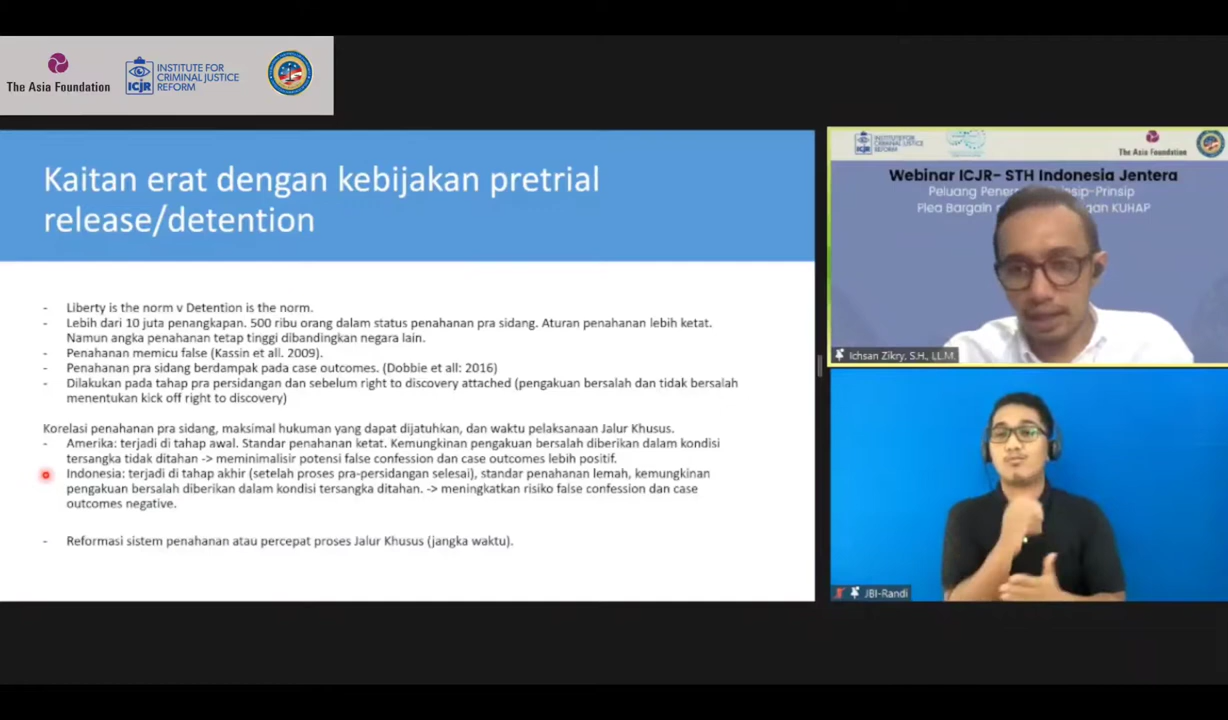 The Asia Foundation
ICJR
INSTITUTE FOR
CRIMINAL JUSTICE
REFORM
Kaitan erat dengan kebijakan pretrial
release/detention
- Liberty is the norm v Detention is the norm.
- Lebih dari 10 juta penangkapan. 500 ribu orang dalam status penahanan pra sidang. Aturan penahanan lebih ketat.
Namun angka penahanan tetap tinggi dibandingkan negara lain.
- Penahanan memicu false (Kassin et all. 2009).
- Penahanan pra sidang berdampak pada case outcomes. (Dobbie et all: 2016)
- Dilakukan pada tahap pra persidangan dan sebelum right to discovery attached (pengakuan bersalah dan tidak bersalah
menentukan kick off right to discovery)
Korelasi penahanan pra sidang, maksimal hukuman yang dapat dijatuhkan, dan waktu pelaksanaan Jalur Khusus.
- Amerika: terjadi di tahap awal. Standar penahanan ketat. Kemungkinan pengakuan bersalah diberikan dalam kondisi
tersangka tidak ditahan -> meminimalisir potensi false confession dan case outcomes lebih positif.
Indonesia: terjadi di tahap akhir (setelah proses pra-persidangan selesai), standar penahanan lemah, kemungkinan
pengakuan bersalah diberikan dalam kondisi tersangka ditahan. -> meningkatkan risiko false confession dan case
outcomes negative.
- Reformasi sistem penahanan atau percepat proses Jalur Khusus (jangka waktu).
INSTITUTE FOR
CRIMINAL JUSTICE
REFORM
The Asia Foundation
Webinar ICJR- STH Indonesia Jentera
Peluang
Plea Bargain
KUHAP
Ichsan Zikry, S.H., LL.M.
JBI-Randi